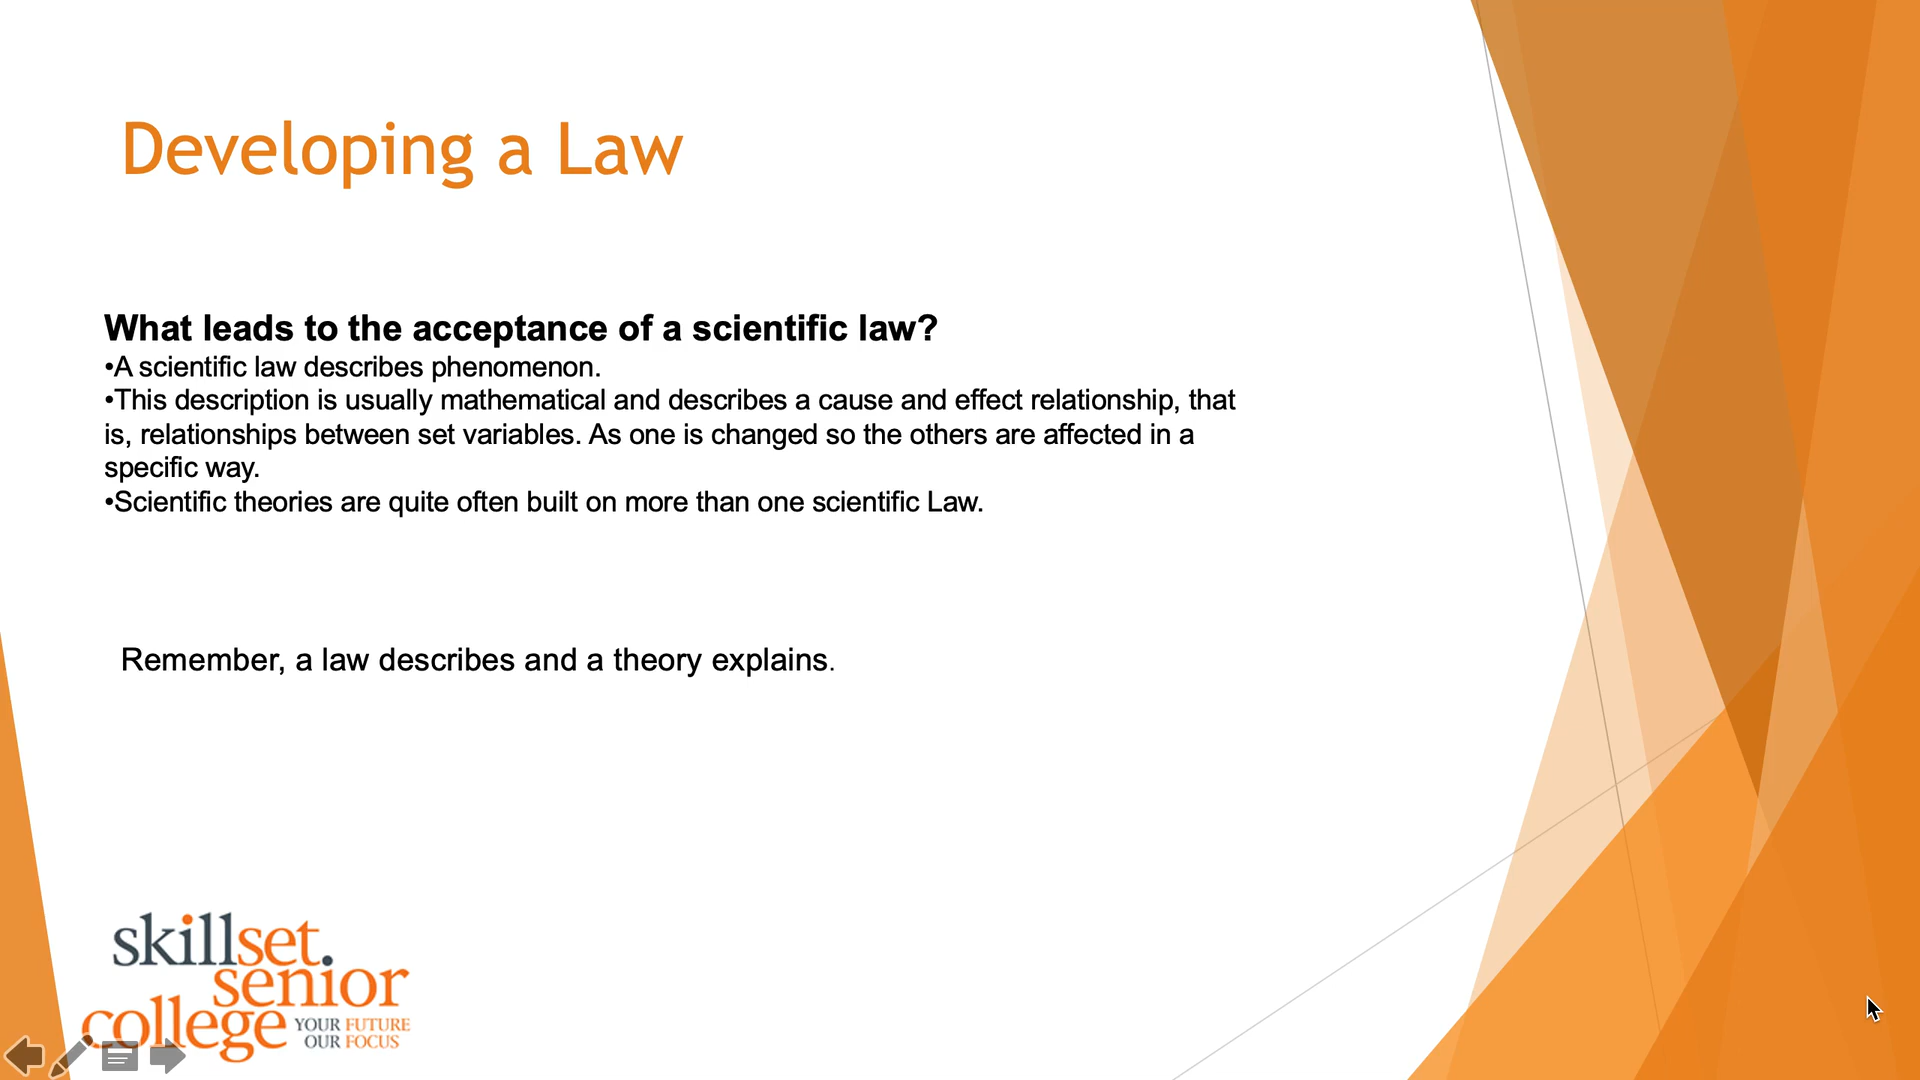 Developing a Law
What leads to the acceptance of a scientific law?
•A scientific law describes phenomenon.
•This description is usually mathematical and describes a cause and effect relationship, that
is, relationships between set variables. As one is changed so the others are affected in a
specific way.
•Scientific theories are quite often built on more than one scientific Law.
Remember, a law describes and a theory explains.
skillset.
senior
college
YOUR FUTURE
OUR FOCUS